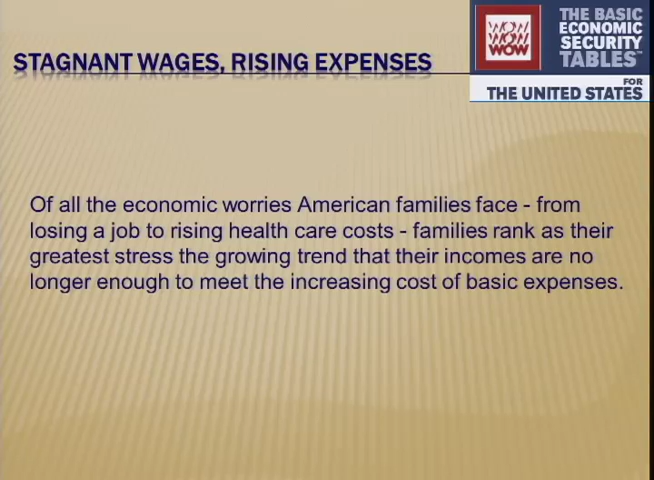 STAGNANT WAGES, RISING EXPENSES
WOW
WOW
WOW
THE BASIC
ECONOMIC
SECURITY
TABLES™
FOR
THE UNITED STATES
Of all the economic worries American families face - from
losing a job to rising health care costs - families rank as their
greatest stress the growing trend that their incomes are no
longer enough to meet the increasing cost of basic expenses.